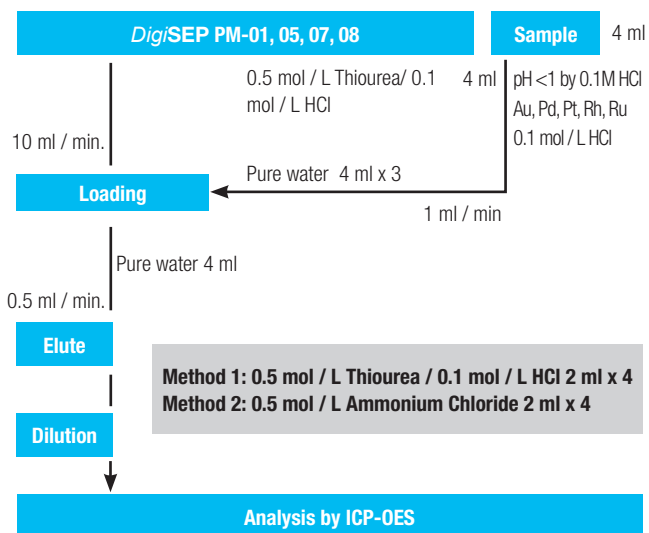 DigiSEP PM-01, 05, 07, 08
Sample
4 ml
0.5 mol / L Thiourea/ 0.1
mol / L HCl
4 ml
pH <1 by 0.1M HCl
Au, Pd, Pt, Rh, Ru
0.1 mol / L HCl
10 ml / min.
Pure water 4 ml x 3
Loading
1 ml / min
Pure water 4 ml
0.5 ml / min.
Elute
Method 1: 0.5 mol / L Thiourea / 0.1 mol / L HCl 2 ml x 4
Method 2: 0.5 mol / L Ammonium Chloride 2 ml x 4
Dilution
Analysis by ICP-OES